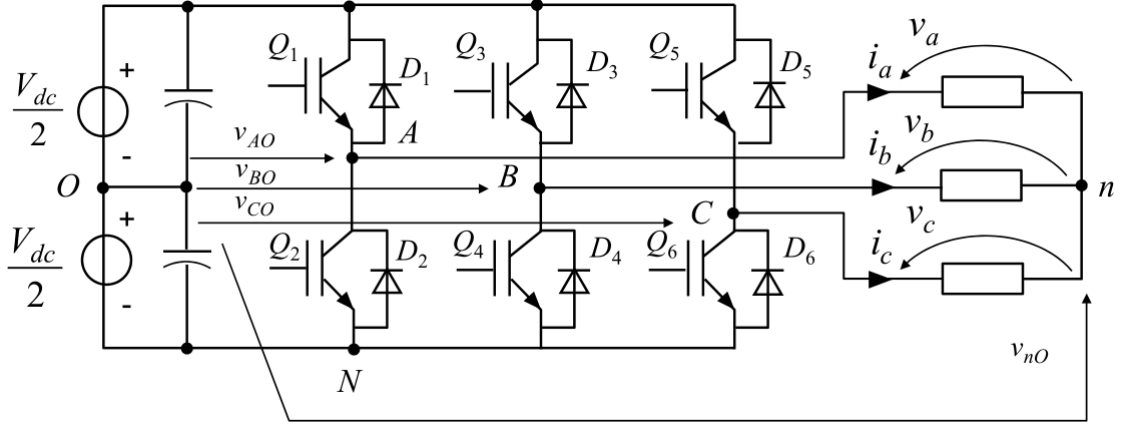 Q1
D1
Q3
D3
Q5
D5
va
ia
Vdc
2
+
-
vAO
A
vb
ib
O
vBO
B
n
vCO
C
vc
ic
Vdc
2
+
-
Q2
D2
Q4
D4
Q6
D6
vnO
N